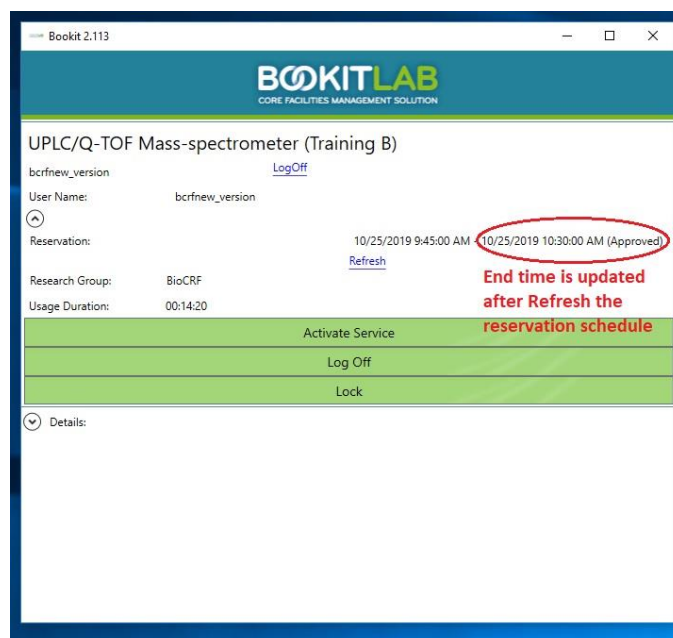 Bookit 2.113
BOOKITLAB
CORE FACILITIES MANAGEMENT SOLUTION
UPLC/Q-TOF Mass-spectrometer (Training B)
bcrfnew_version LogOff
User Name: bcrfnew_version
Reservation: 10/25/2019 9:45:00 AM - 10/25/2019 10:30:00 AM (Approved)
Refresh
End time is updated
after Refresh the
reservation schedule
Research Group: BioCRF
Usage Duration: 00:14:20
Activate Service
Log Off
Lock
Details: